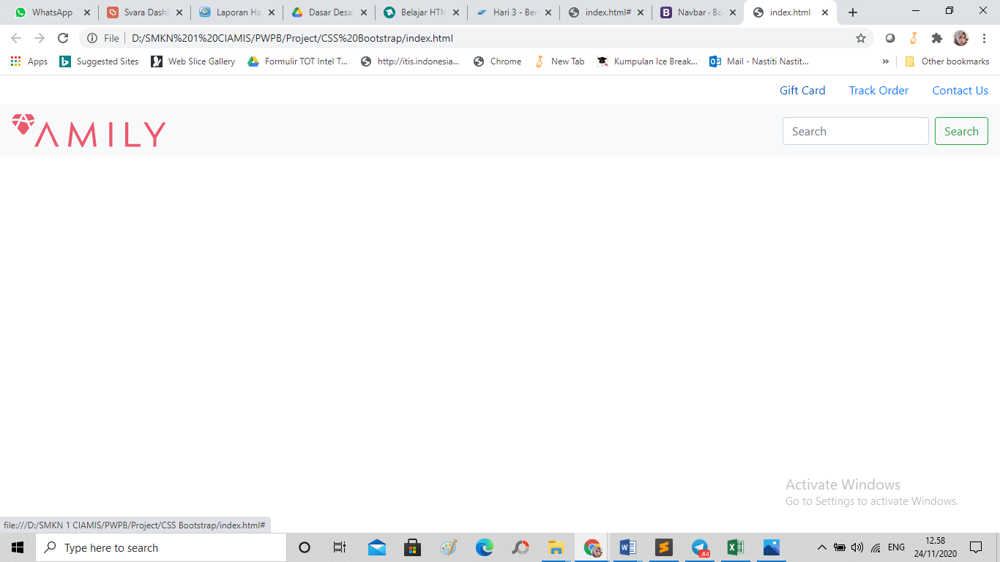 WhatsApp
Svara Dashb
Laporan Ha
Dasar Desai
Belajar HTM
Hari 3 - Ber
index.html#
Navbar · Bo
index.html
File
D:/SMKN%201%20CIAMIS/PWPB/Project/CSS%20Bootstrap/index.html
Apps
Suggested Sites
Web Slice Gallery
Formulir TOT Intel T...
http://itis.indonesia...
Chrome
New Tab
Kumpulan Ice Break...
Mail - Nastiti Nastit...
»
Other bookmarks
Gift Card
Track Order
Contact Us
AMILY
Search
Search
Activate Windows
Go to Settings to activate Windows.
file:///D:/SMKN 1 CIAMIS/PWPB/Project/CSS Bootstrap/index.html#
Type here to search
.84
ENG
12.58
24/11/2020